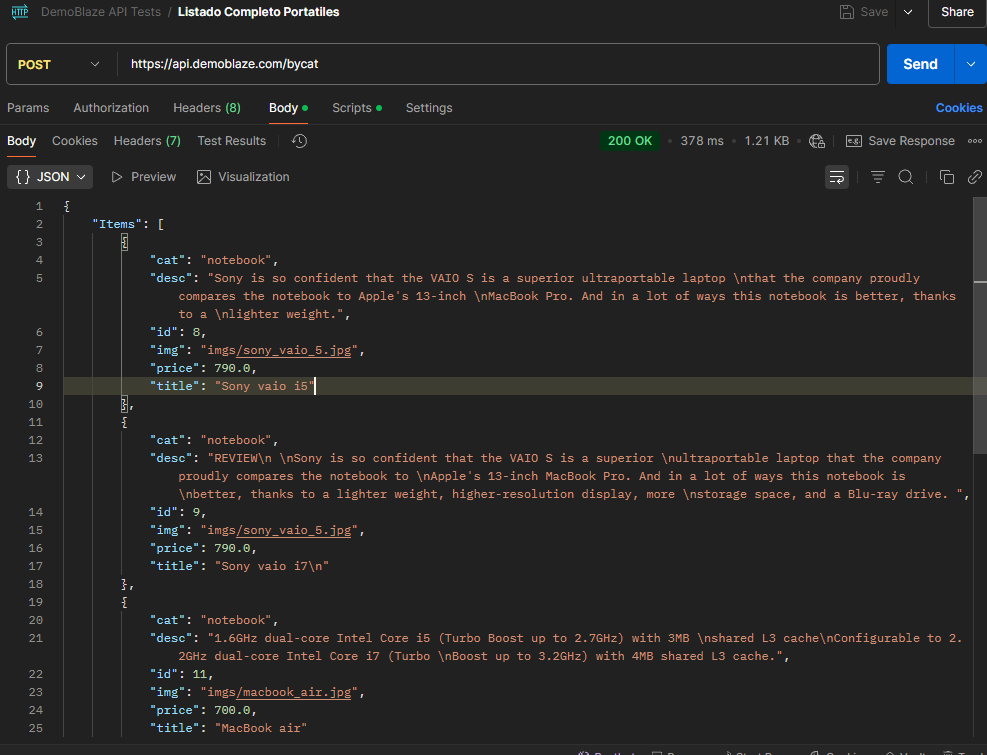 HTTP DemoBlaze API Tests / Listado Completo Portatiles Save Share
POST https://api.demoblaze.com/bycat Send
Params Authorization Headers (8) Body Scripts Settings Cookies
Body Cookies Headers (7) Test Results 200 OK 378 ms 1.21 KB e.g. Save Response
{} JSON Preview Visualization
1 {
2 "Items": [
3 {
4 "cat": "notebook",
5 "desc": "Sony is so confident that the VAIO S is a superior ultraportable laptop \nthat the company proudly
compares the notebook to Apple's 13-inch \nMacBook Pro. And in a lot of ways this notebook is better, thanks
to a \nlighter weight.",
6 "id": 8,
7 "img": "imgs/sony_vaio_5.jpg",
8 "price": 790.0,
9 "title": "Sony vaio i5"
10 },
11 {
12 "cat": "notebook",
13 "desc": "REVIEW\n \nSony is so confident that the VAIO S is a superior \nultraportable laptop that the company
proudly compares the notebook to \nApple's 13-inch MacBook Pro. And in a lot of ways this notebook is
\nbetter, thanks to a lighter weight, higher-resolution display, more \nstorage space, and a Blu-ray drive. ",
14 "id": 9,
15 "img": "imgs/sony_vaio_5.jpg",
16 "price": 790.0,
17 "title": "Sony vaio i7\n"
18 },
19 {
20 "cat": "notebook",
21 "desc": "1.6GHz dual-core Intel Core i5 (Turbo Boost up to 2.7GHz) with 3MB \nshared L3 cache\nConfigurable to 2.
2GHz dual-core Intel Core i7 (Turbo \nBoost up to 3.2GHz) with 4MB shared L3 cache.",
22 "id": 11,
23 "img": "imgs/macbook_air.jpg",
24 "price": 700.0,
25 "title": "MacBook air"